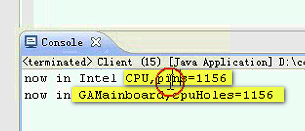 Console
<terminated> Client (15) [Java Application] D:\c
now in Intel CPU,pins=1156
now in GAMainboard,cpuHoles=1156